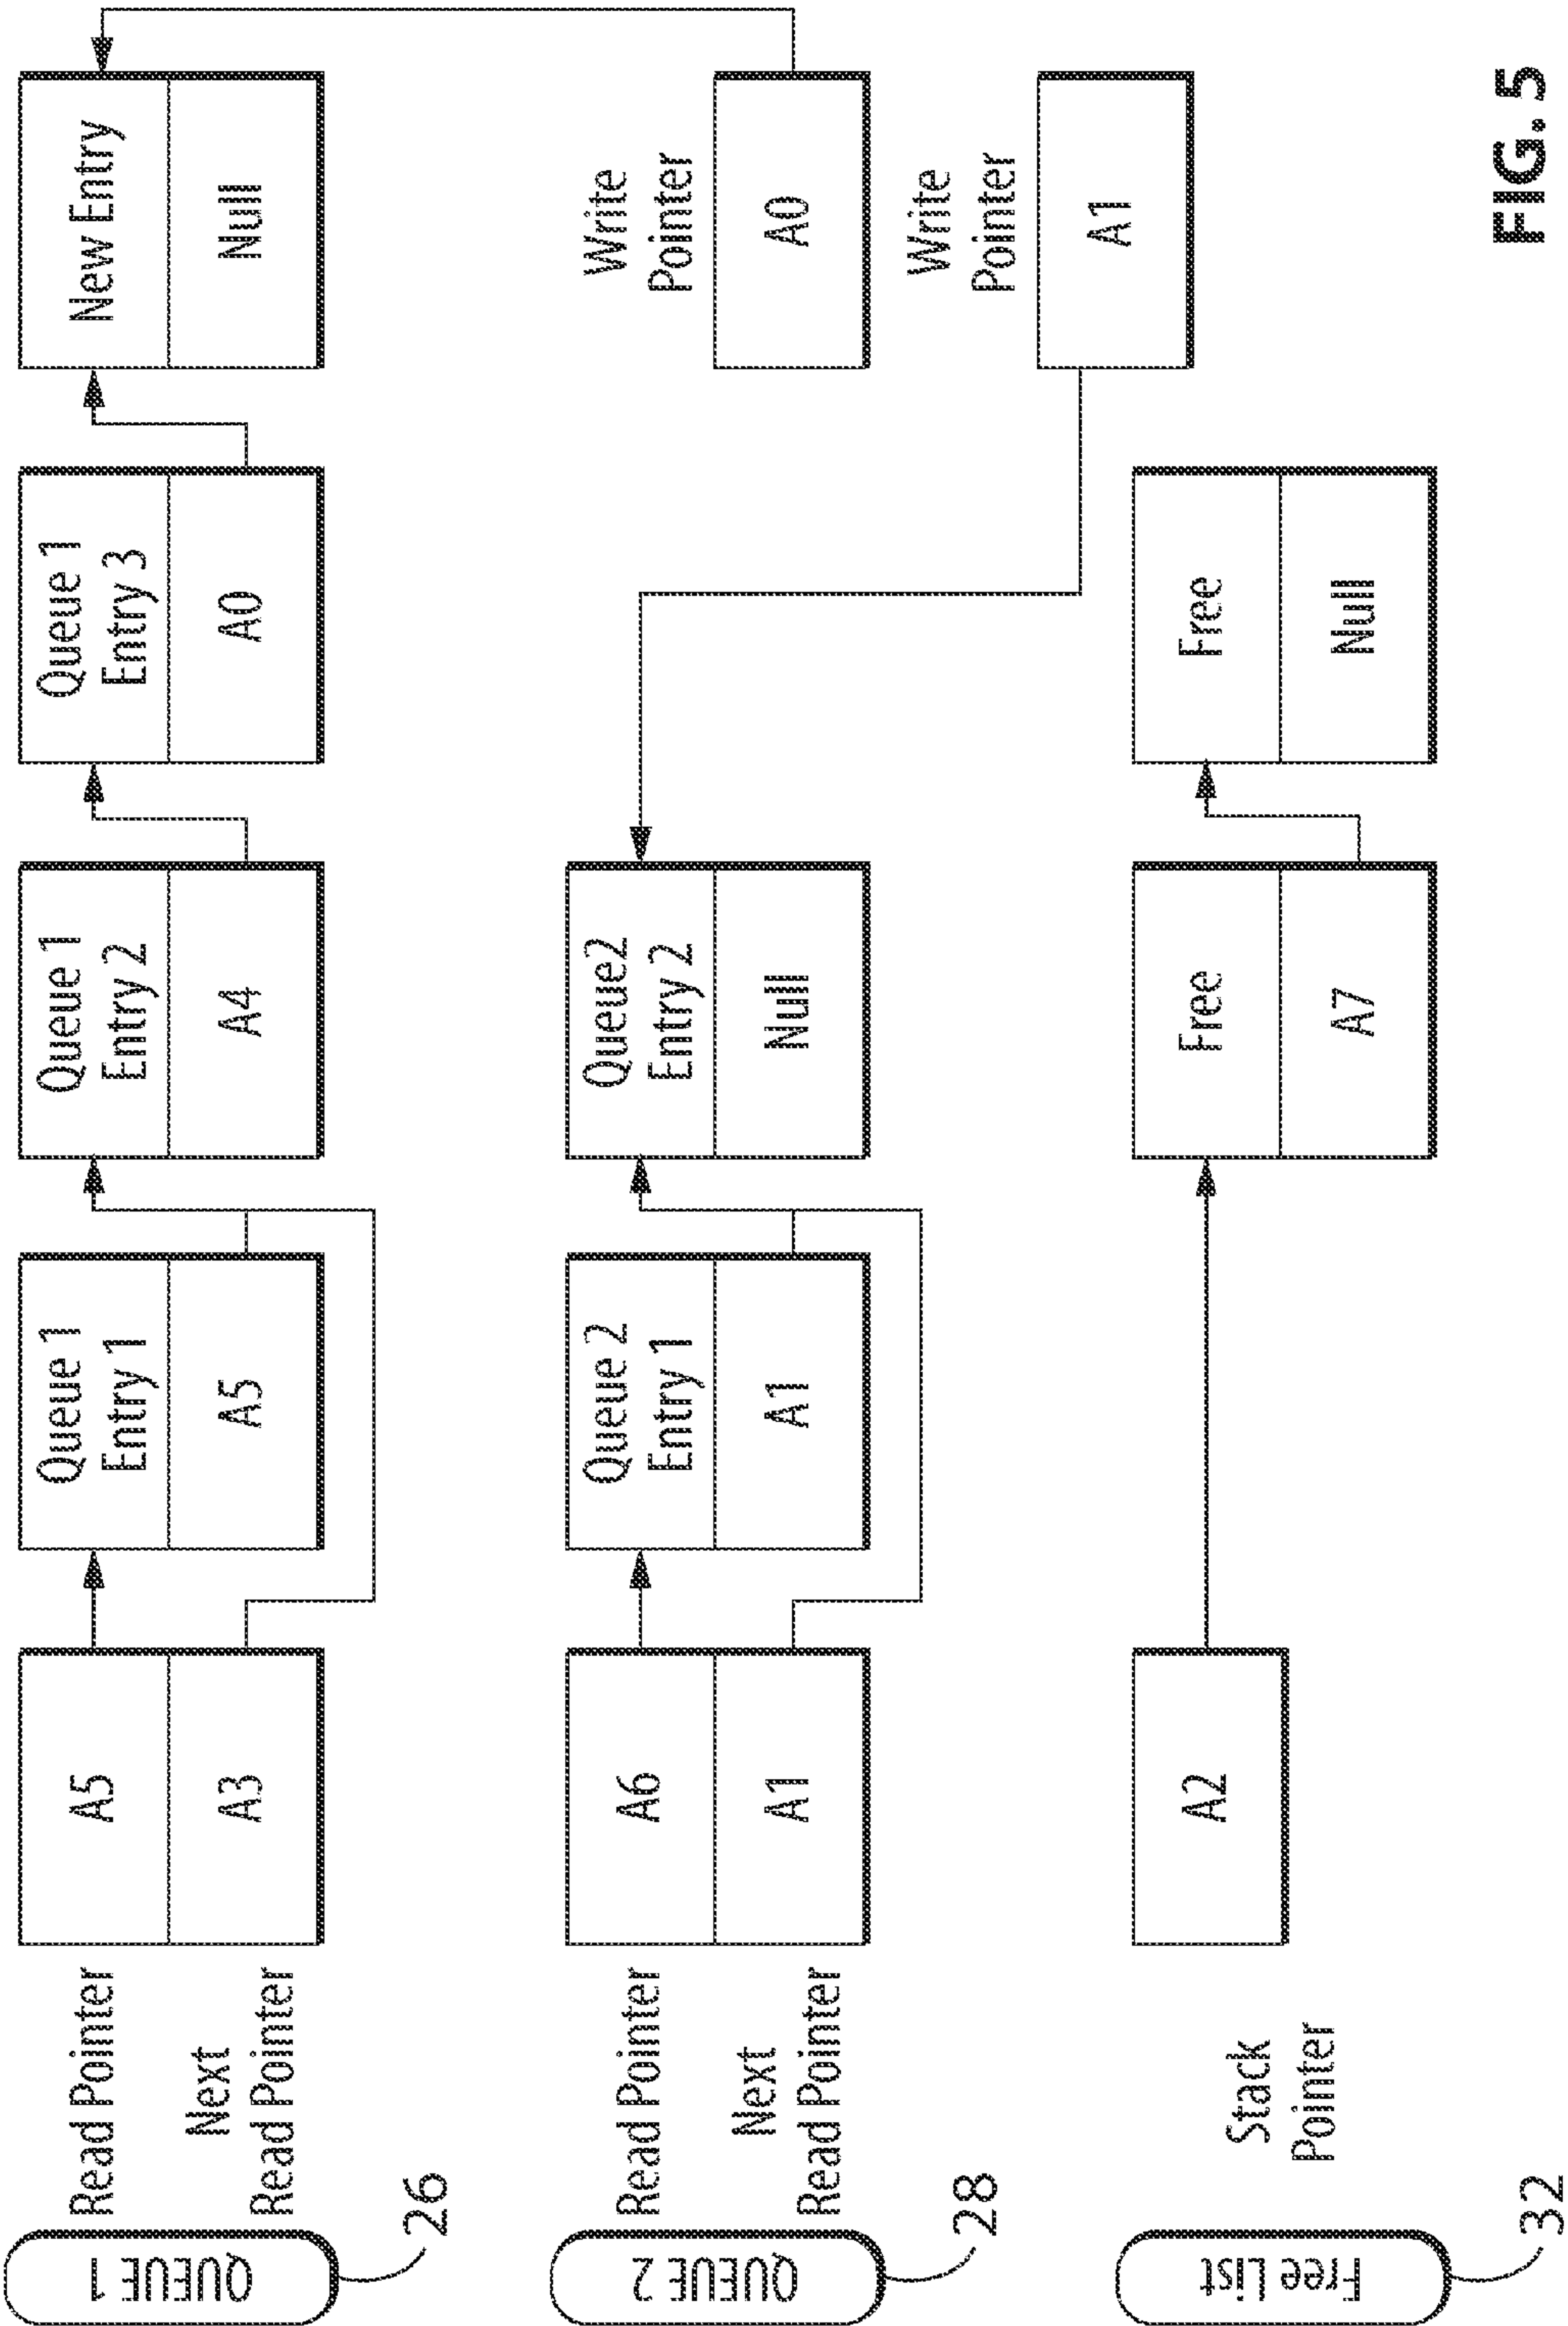 QUEUE 1
26
Read Pointer
Next
Read Pointer
A5
A3
Queue 1
Entry 1
A5
Queue 1
Entry 2
A4
Queue 1
Entry 3
A0
New Entry
Null
QUEUE 2
28
Read Pointer
Next
Read Pointer
A6
A1
Queue 2
Entry 1
A1
Queue2
Entry 2
Null
Write
Pointer
A0
Write
Pointer
A1
Free List
32
Stack
Pointer
A2
Free
A7
Free
Null
FIG. 5